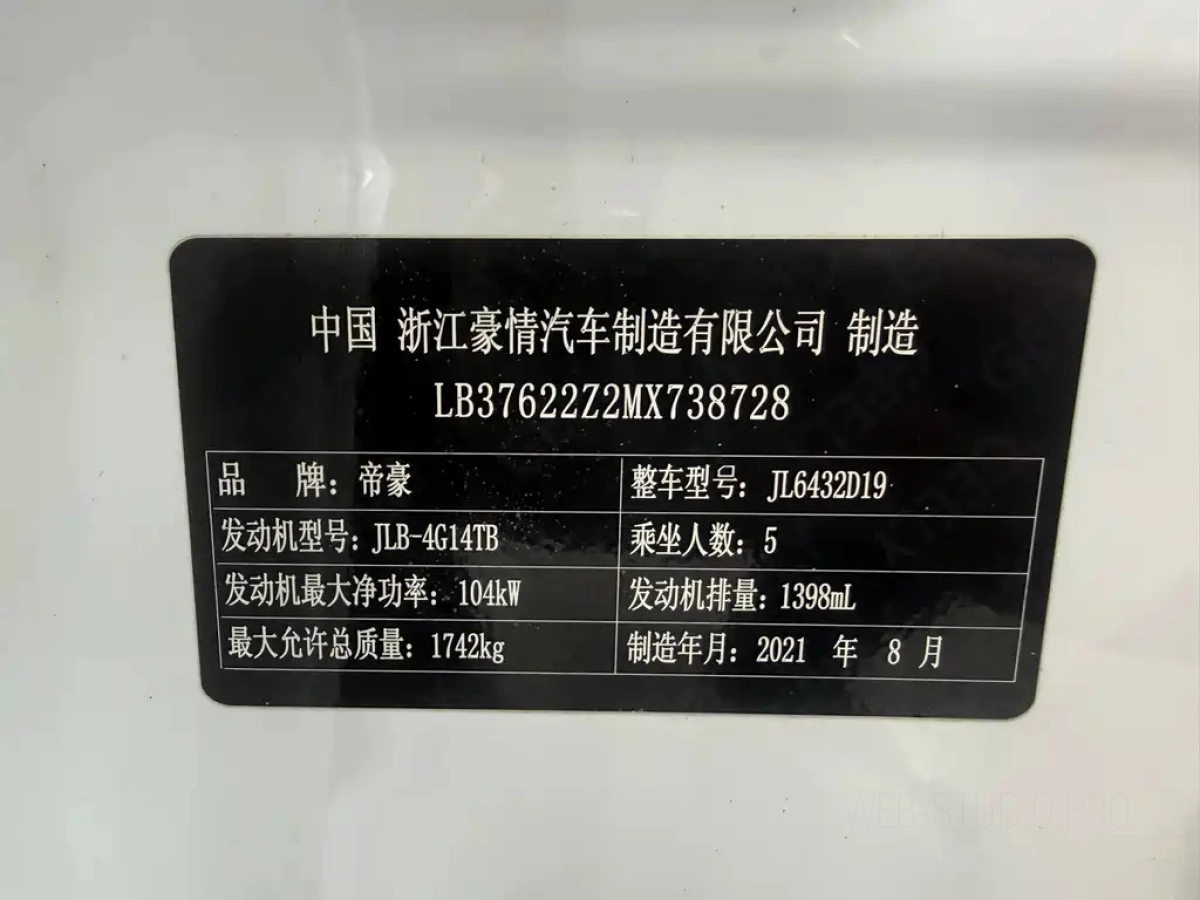 中国 浙江豪情汽车制造有限公司 制造
LB37622Z2MX738728
品 牌：帝豪 整车型号：JL6432D19
发动机型号：JLB-4G14TB 乘坐人数：5
发动机最大净功率：104kW 发动机排量：1398mL
最大允许总质量：1742kg 制造年月：2021 年 8 月
WEB-STUDIO.PRO